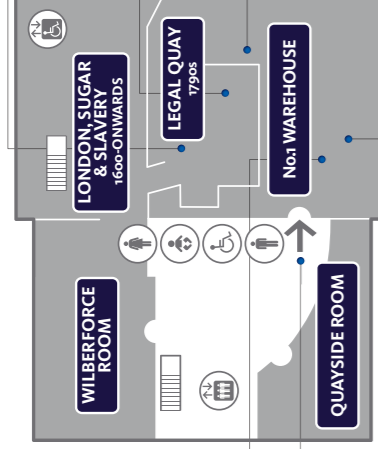 LONDON, SUGAR
& SLAVERY
1600-ONWARDS
LEGAL QUAY
1790s
No.1 WAREHOUSE
WILBERFORCE
ROOM
QUAYSIDE ROOM